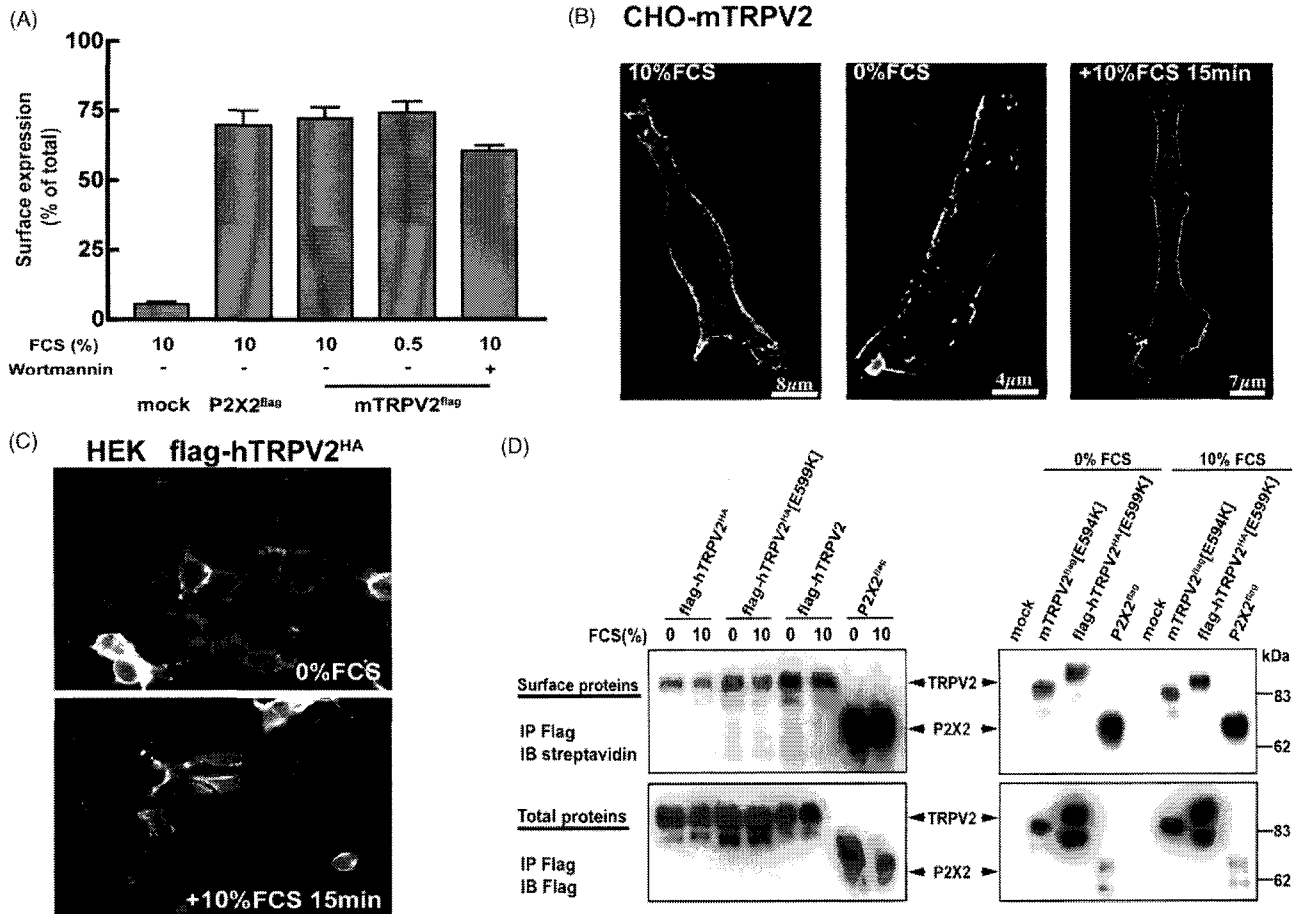 (A)
100
75
50
25
0
Surface expression
(% of total)
FCS (%) 10 10 10 0.5 10
Wortmannin - - - - +
mock P2X2flag mTRPV2flag
(B) CHO-mTRPV2
10%FCS
0%FCS
+10%FCS 15min
8µm
4µm
7µm
(C) HEK flag-hTRPV2HA
0%FCS
+10%FCS 15min
(D)
flag-hTRPV2HA
flag-hTRPV2HA[E599K]
flag-hTRPV2
P2X2flag
FCS(%) 0 10 0 10 0 10 0 10
0% FCS 10% FCS
mock
mTRPV2flag[E594K]
flag-hTRPV2HA[E599K]
P2X2flag
mock
mTRPV2flag[E594K]
flag-hTRPV2HA[E599K]
P2X2flag
kDa
Surface proteins
IP Flag
IB streptavidin
TRPV2
P2X2
83
62
Total proteins
IP Flag
IB Flag
TRPV2
P2X2
83
62